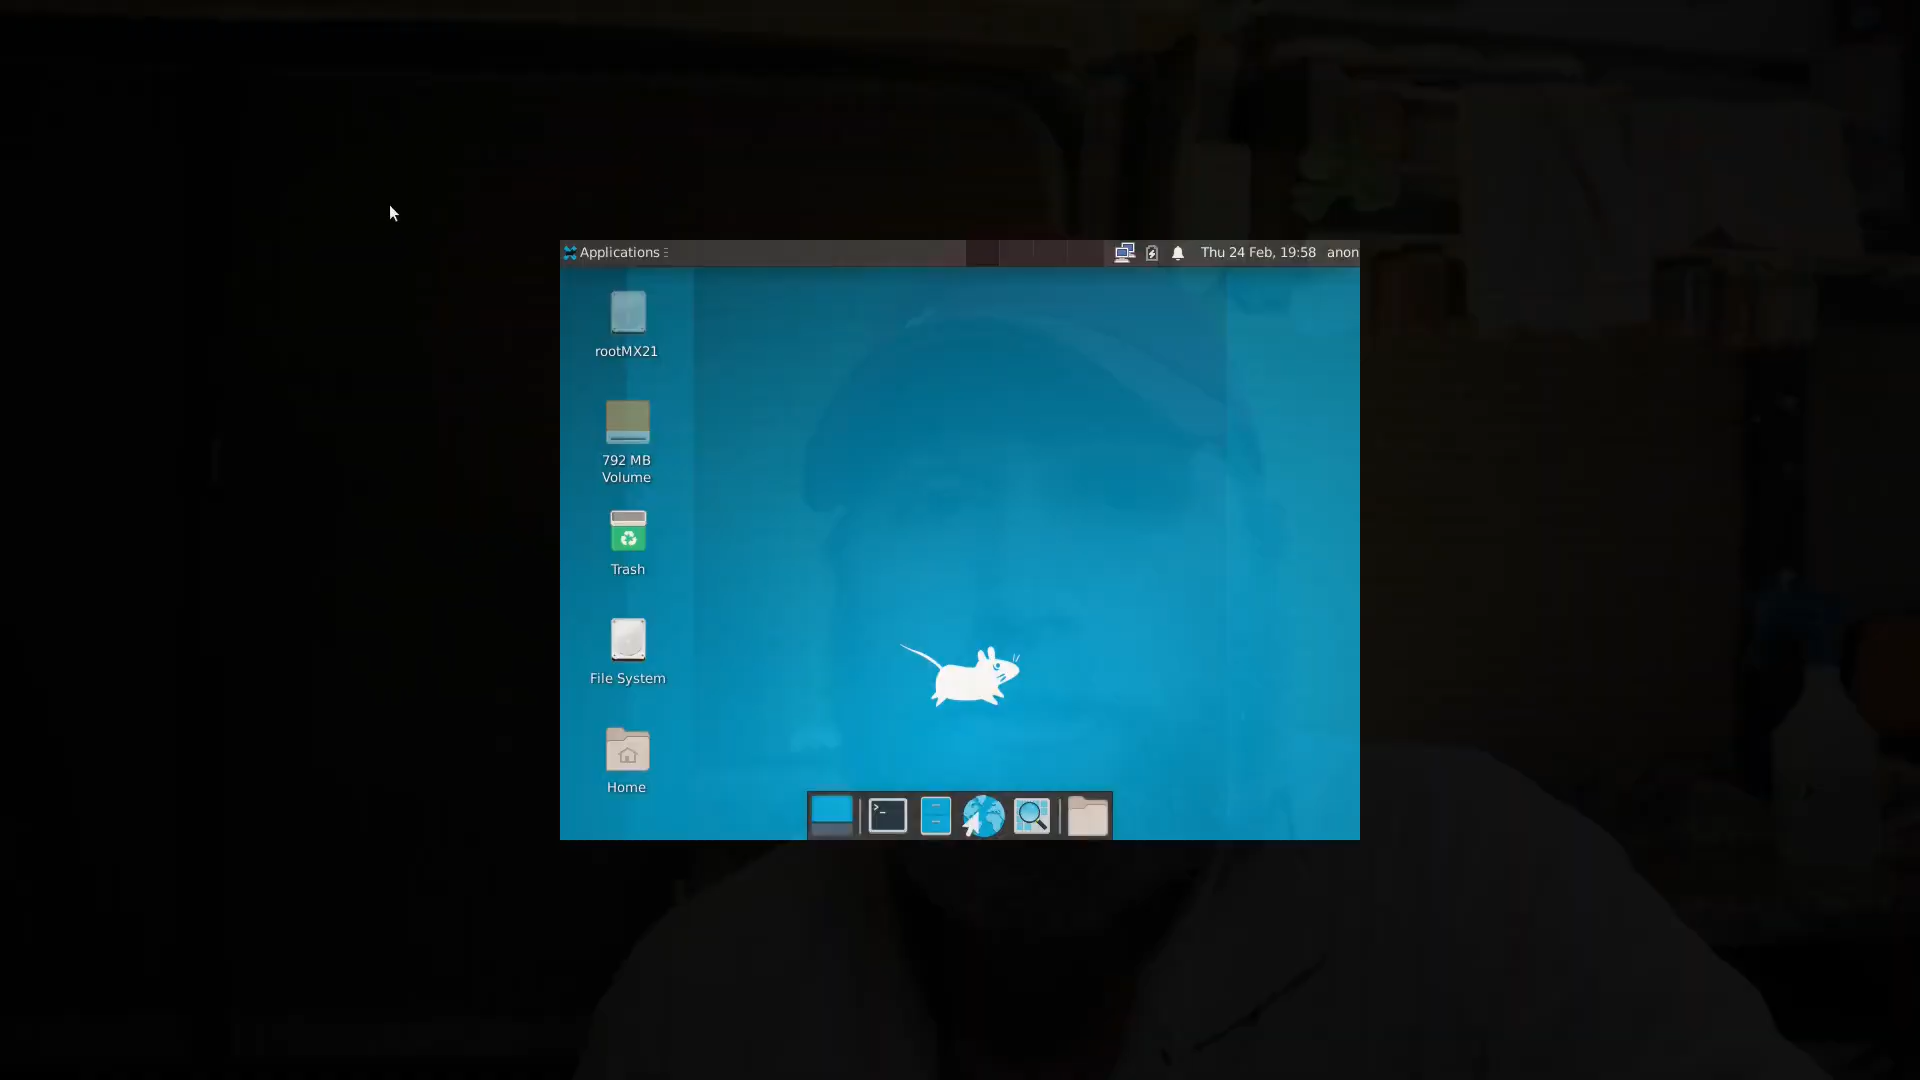 Applications
Thu 24 Feb, 19:58 anon
rootMX21
792 MB
Volume
Trash
File System
Home